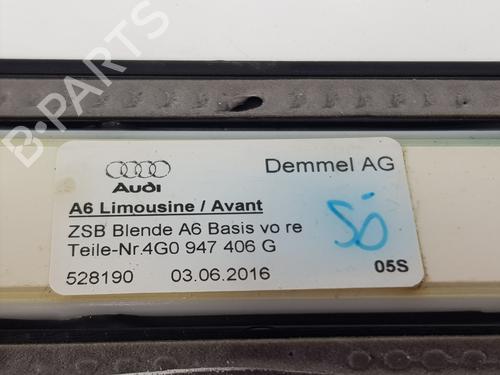 B-PARTS
Audi
Demmel AG
A6 Limousine / Avant
ZSB Blende A6 Basis vo re
Teile-Nr.4G0 947 406 G
528190 03.06.2016
05S